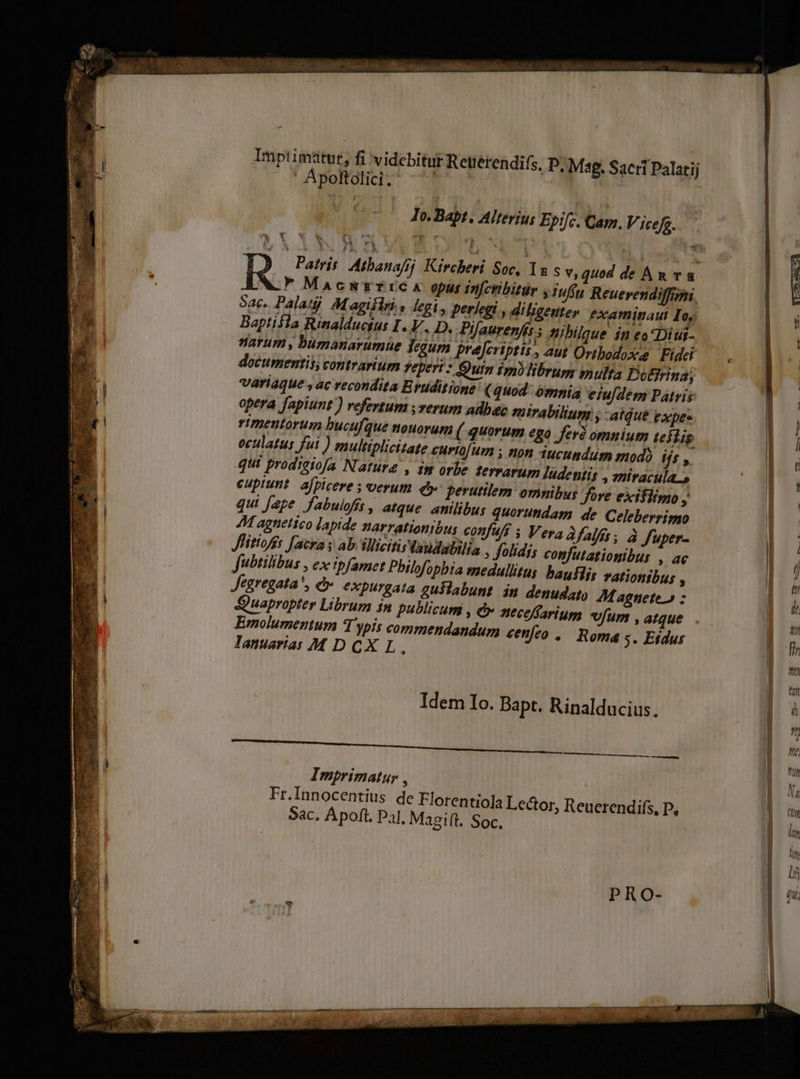 Imprimatur, ſi videbitur Reuerendiſs. P. Mag. Sacri Palatij
Apoſtolici.
Io. Bapt. Alterius Epiſc. Cam. Viceſg.
R. P. Patris Athanaſij Kircheri Soc. IESV, quod de ARTE
MAGNETICA opus inſcribitur, iuſſu Reuerendiſſimi
Sac. Palatij Magiſtri, legi, perlegi, diligenter examinaui Io.
Baptiſta Rinalducius I. V. D. Piſaurenſis; nihilque in eo Diui-
narum, humanarumue legum præſcriptis, aut Orthodoxæ Fidei
documentis, contrarium reperi: Quin imò librum multa Doctrina,
variaque, ac recondita Eruditione (quod omnia eiuſdem Patris
opera ſapiunt) refertum; rerum adhæc mirabilium; atque expe-
rimentorum hucuſque nouorum (quorum ego ferè omnium teſtis
oculatus fui) multiplicitate curioſum; non iucundum modò ijs,
qui prodigioſa Naturæ, in orbe terrarum ludentis, miracula,
cupiunt aſpicere; verum & perutilem omnibus fore exiſtimo,
qui ſæpe fabuloſis, atque anilibus quorundam de Celeberrimo
Magnetico lapide narrationibus confuſi; Vera à falſis; à ſuper-
ſtitioſis ſacra; ab illicitis laudabilia, ſolidis confutationibus, ac
ſubtilibus, ex ipſamet Philoſophia medullitus hauſtis rationibus,
ſegregata, & expurgata guſtabunt in denudato Magnete:
Quapropter Librum in publicum, & neceſſarium vſum, atque
Emolumentum Typis commendandum cenſeo. Romæ 5. Eidus
Ianuarias M D CX L.
Idem Io. Bapt. Rinalducius.
Imprimatur,
Fr. Innocentius de Florentiola Lector, Reuerendiſs. P.
Sac. Apoſt. Pal. Magiſt. Soc.
PRO-